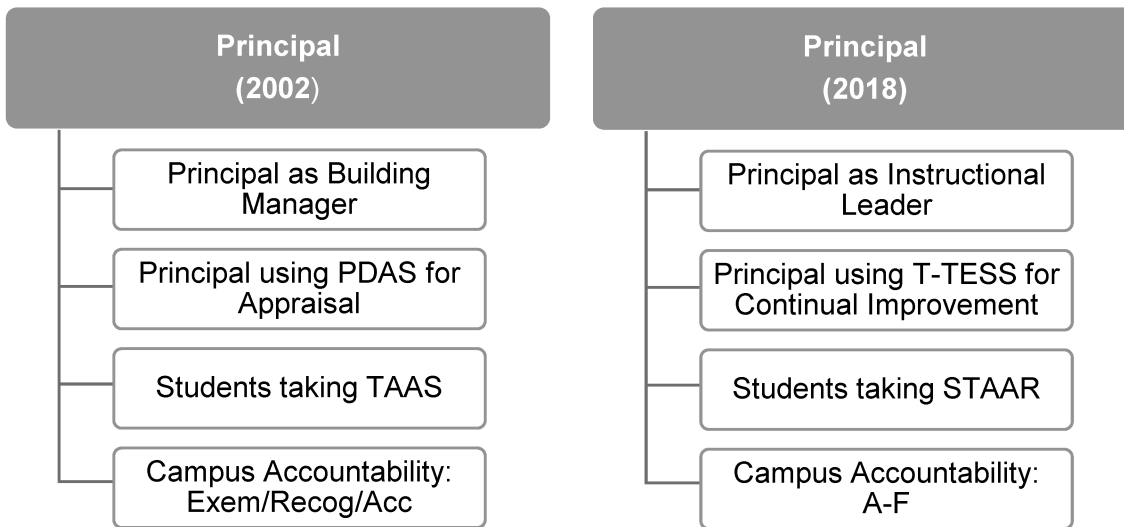 Principal
(2002)
Principal as Building
Manager
Principal using PDAS for
Appraisal
Students taking TAAS
Campus Accountability:
Exem/Recog/Acc
Principal
(2018)
Principal as Instructional
Leader
Principal using T-TESS for
Continual Improvement
Students taking STAAR
Campus Accountability:
A-F